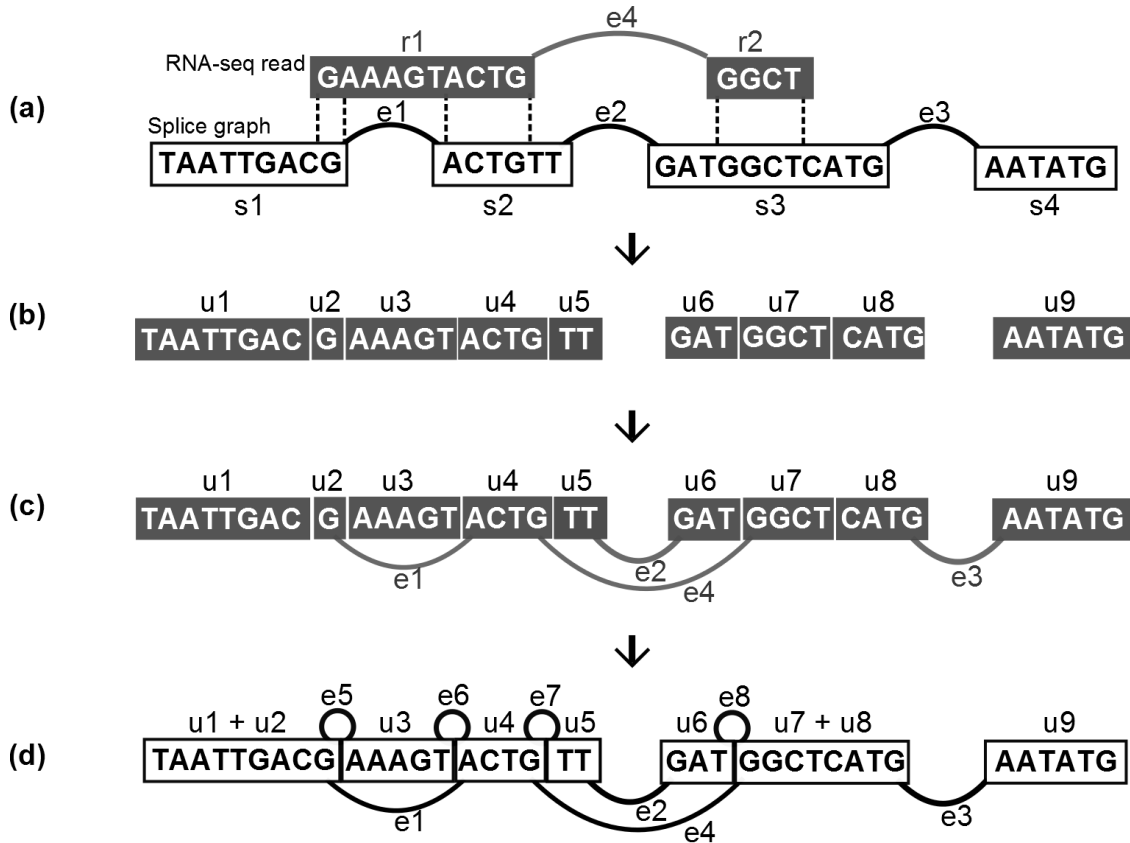 e4
r1 r2
RNA-seq read GAAAGTACTG GGCT
(a)
e1 e2 e3
Splice graph
TAATTGACG ACTGTT GATGGCTCATG AATATG
s1 s2 s3 s4
u1 u2 u3 u4 u5 u6 u7 u8 u9
(b) TAATTGAC G AAAGT ACTG TT GAT GGCT CATG AATATG
u1 u2 u3 u4 u5 u6 u7 u8 u9
(c) TAATTGAC G AAAGT ACTG TT GAT GGCT CATG AATATG
e1 e2 e3
e4
e5 e6 e7 e8
u1 + u2 u3 u4 u5 u6 u7 + u8 u9
(d) TAATTGACG AAAGT ACTG TT GAT GGCTCATG AATATG
e1 e2 e3
e4